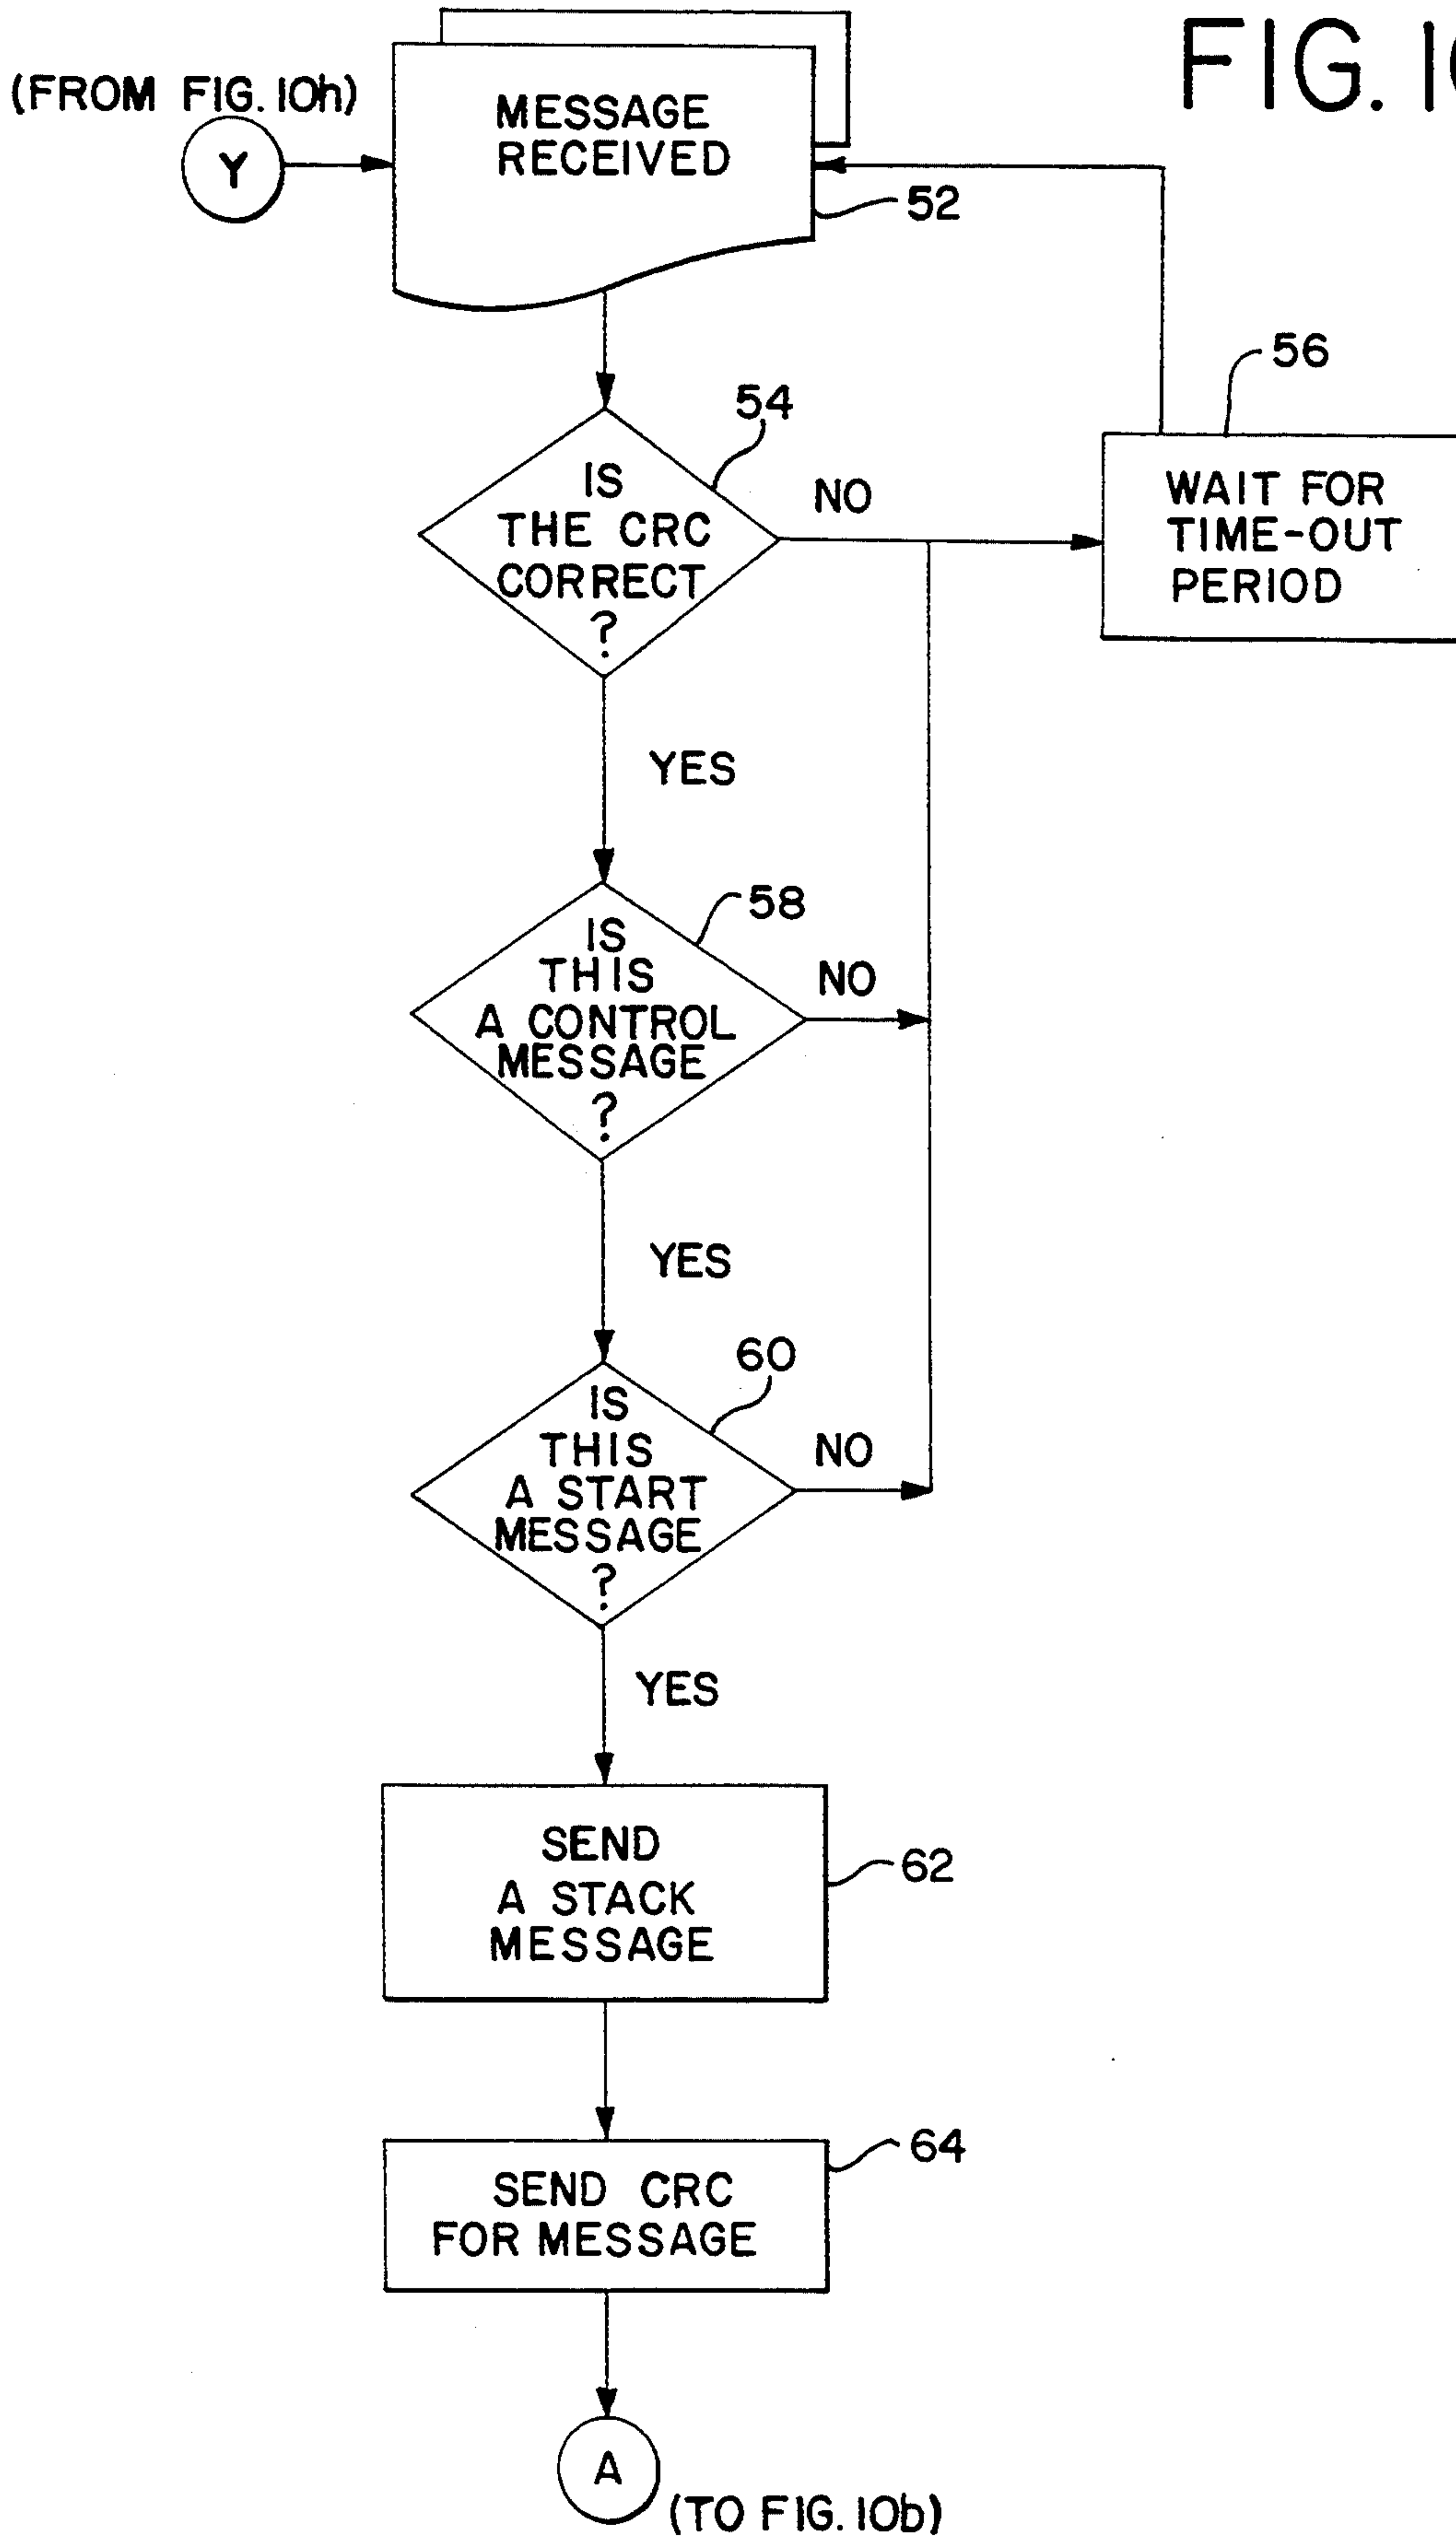 FIG. 10
(FROM FIG. 10h)
Y
MESSAGE
RECEIVED
52
54
IS
THE CRC
CORRECT
?
NO
56
WAIT FOR
TIME-OUT
PERIOD
YES
58
IS
THIS
A CONTROL
MESSAGE
?
NO
YES
60
IS
THIS
A START
MESSAGE
?
NO
YES
SEND
A STACK
MESSAGE
62
64
SEND CRC
FOR MESSAGE
A
(TO FIG. 10b)